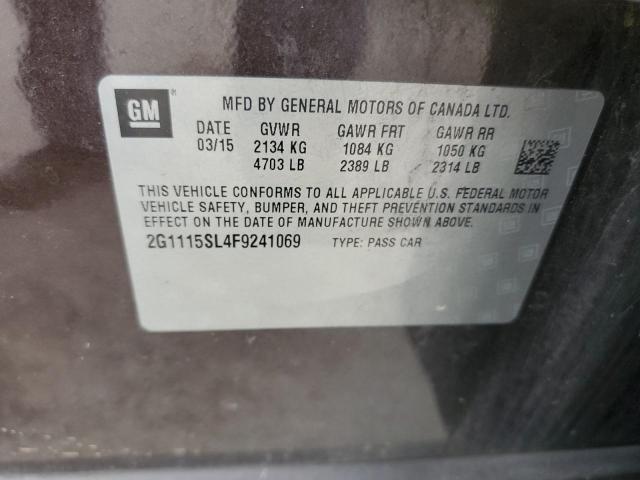 GM ®
MFD BY GENERAL MOTORS OF CANADA LTD.
DATE GVWR GAWR FRT GAWR RR
03/15 2134 KG 1084 KG 1050 KG
4703 LB 2389 LB 2314 LB
THIS VEHICLE CONFORMS TO ALL APPLICABLE U.S. FEDERAL MOTOR
VEHICLE SAFETY, BUMPER, AND THEFT PREVENTION STANDARDS IN
EFFECT ON THE DATE OF MANUFACTURE SHOWN ABOVE.
2G1115SL4F9241069 TYPE: PASS CAR